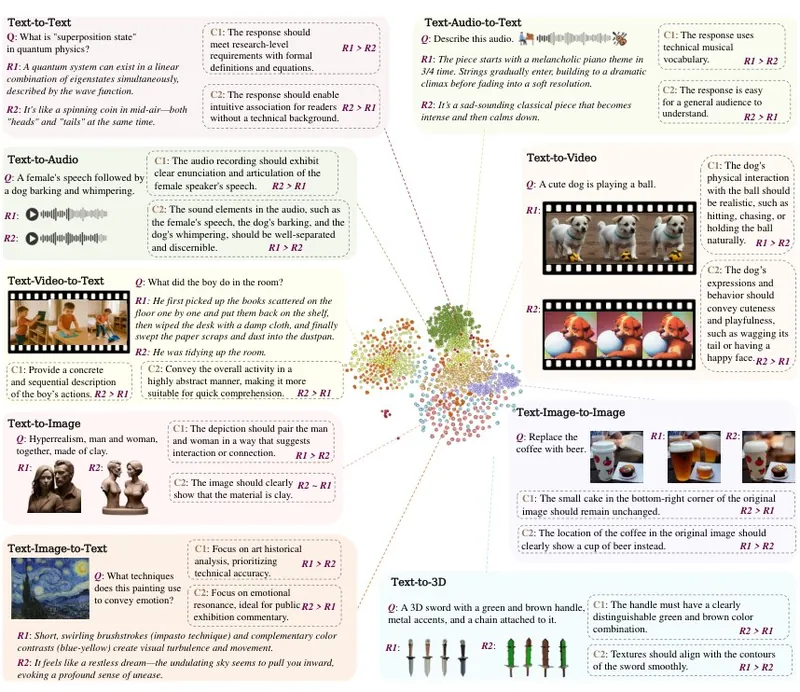 Text-to-Text
Q: What is "superposition state"
in quantum physics?
R1: A quantum system can exist in a linear
combination of eigenstates simultaneously,
described by the wave function.
R2: It's like a spinning coin in mid-air—both
"heads" and "tails" at the same time.
C1: The response should
meet research-level
requirements with formal
definitions and equations.
R1 > R2
C2: The response should enable
intuitive association for readers
without a technical background.
R2 > R1
Text-Audio-to-Text
Q: Describe this audio.
R1: The piece starts with a melancholic piano theme in
3/4 time. Strings gradually enter, building to a dramatic
climax before fading into a soft resolution.
R2: It's a sad-sounding classical piece that becomes
intense and then calms down.
C1: The response uses
technical musical
vocabulary. R1 > R2
C2: The response is easy
for a general audience to
understand. R2 > R1
Text-to-Audio
Q: A female's speech followed by
a dog barking and whimpering.
R1:
R2:
C1: The audio recording should exhibit
clear enunciation and articulation of the
female speaker's speech. R2 > R1
C2: The sound elements in the audio, such as
the female's speech, the dog's barking, and the
dog's whimpering, should be well-separated
and discernible. R1 > R2
Text-to-Video
Q: A cute dog is playing a ball.
R1:
R2:
C1: The dog's
physical interaction
with the ball should
be realistic, such as
hitting, chasing, or
holding the ball
naturally. R1 > R2
C2: The dog's
expressions and
behavior should
convey cuteness
and playfulness,
such as wagging its
tail or having a
happy face. R2 > R1
Text-Video-to-Text
Q: What did the boy do in the room?
R1: He first picked up the books scattered on the
floor one by one and put them back on the shelf,
then wiped the desk with a damp cloth, and finally
swept the paper scraps and dust into the dustpan.
R2: He was tidying up the room.
C1: Provide a concrete
and sequential description
of the boy's actions. R2 > R1
C2: Convey the overall activity in a
highly abstract manner, making it more
suitable for quick comprehension. R2 > R1
Text-to-Image
Q: Hyperrealism, man and woman,
together, made of clay.
R1:
R2:
C1: The depiction should pair the man
and woman in a way that suggests
interaction or connection. R1 > R2
C2: The image should clearly
show that the material is clay.
R2 ~ R1
Text-Image-to-Image
Q: Replace the
coffee with beer.
R1:
R2:
C1: The small cake in the bottom-right corner of the original
image should remain unchanged. R2 > R1
C2: The location of the coffee in the original image should
clearly show a cup of beer instead. R1 > R2
Text-Image-to-Text
Q: What techniques
does this painting use
to convey emotion?
C1: Focus on art historical
analysis, prioritizing
technical accuracy.
R1 > R2
C2: Focus on emotional
resonance, ideal for public
exhibition commentary.
R2 > R1
R1: Short, swirling brushstrokes (impasto technique) and complementary color
contrasts (blue-yellow) create visual turbulence and movement.
R2: It feels like a restless dream—the undulating sky seems to pull you inward,
evoking a profound sense of unease.
Text-to-3D
Q: A 3D sword with a green and brown handle,
metal accents, and a chain attached to it.
R1:
R2:
C1: The handle must have a clearly
distinguishable green and brown color
combination. R2 > R1
C2: Textures should align with the contours
of the sword smoothly. R1 > R2